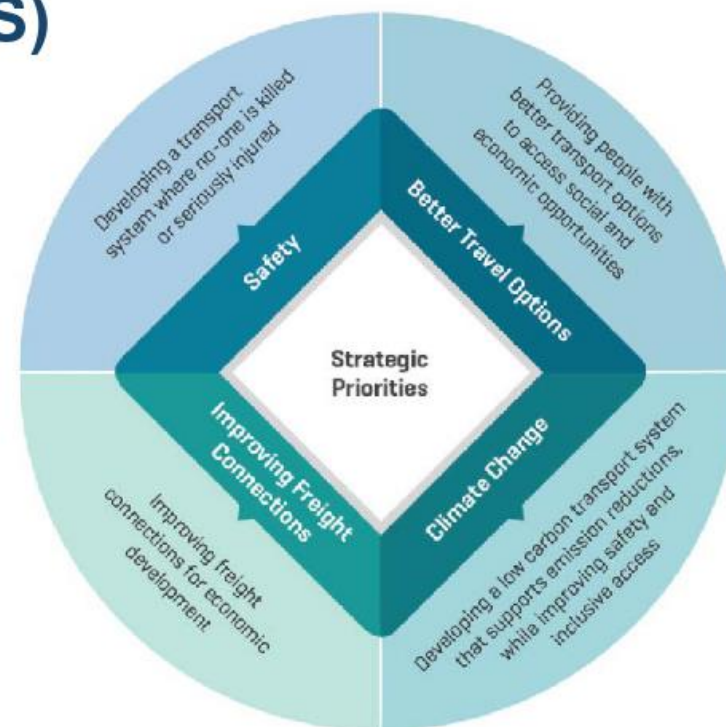 S)
Developing a transport
system where no-one is killed
or seriously injured
Safety
Providing people with
better transport options
to access social and
economic opportunities
Better Travel Options
Strategic
Priorities
Improving Freight
Connections
Improving freight
connections for economic
development
Climate Change
Developing a low carbon transport system
that supports emission reductions,
while improving safety and
inclusive access